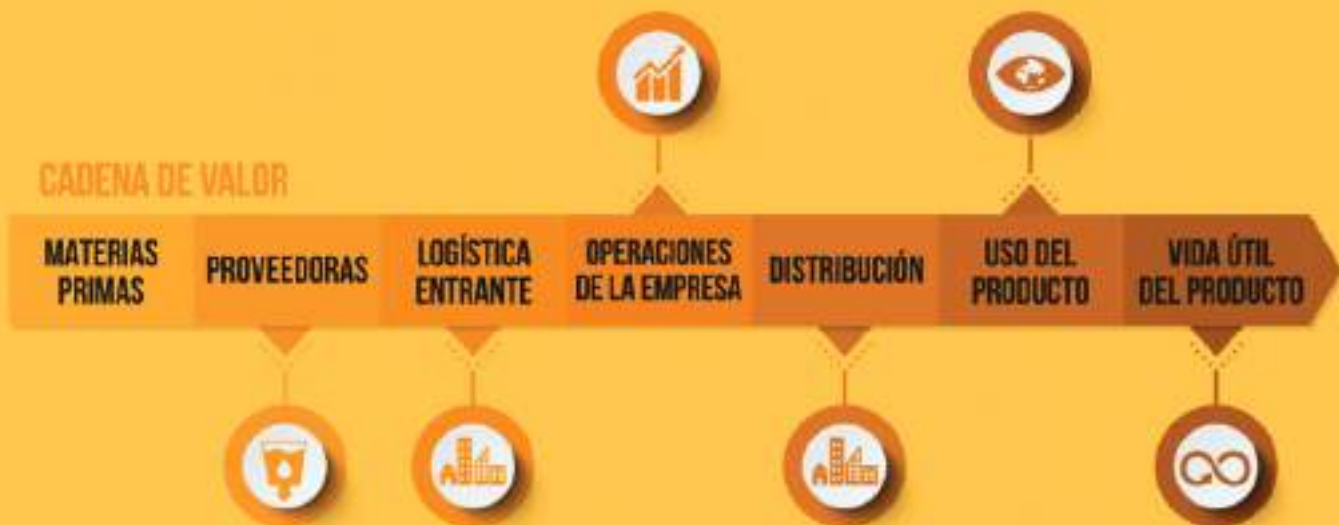 CADENA DE VALOR
MATERIAS
PRIMAS
PROVEEDORAS
LOGÍSTICA
ENTRANTE
OPERACIONES
DE LA EMPRESA
DISTRIBUCIÓN
USO DEL
PRODUCTO
VIDA ÚTIL
DEL PRODUCTO